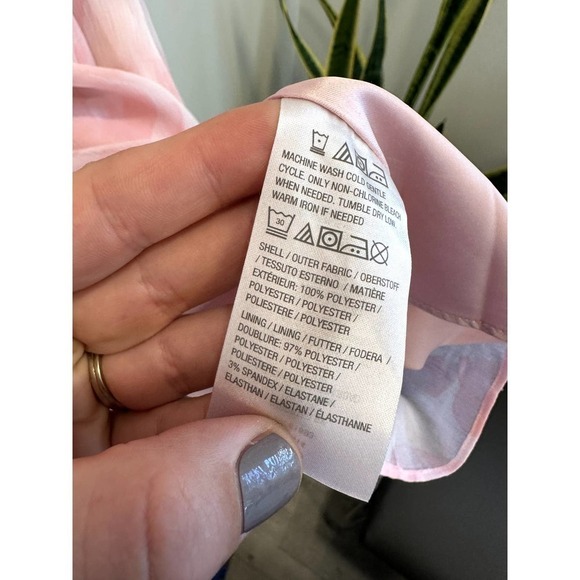 MACHINE WASH COLD GENTLE
CYCLE. ONLY NON-CHLORINE BLEACH
WHEN NEEDED. TUMBLE DRY LOW.
WARM IRON IF NEEDED
30
SHELL / OUTER FABRIC / OBERSTOFF
/ TESSUTO ESTERNO / MATIÈRE
EXTÉRIEUR: 100% POLYESTER /
POLYESTER / POLYESTER /
POLIESTERE / POLYESTER
LINING / LINING / FUTTER / FODERA /
DOUBLURE: 97% POLYESTER /
POLYESTER / POLYESTER /
POLIESTERE / POLYESTER
3% SPANDEX / ELASTANE /
ELASTHAN / ELASTAN / ÉLASTHANNE